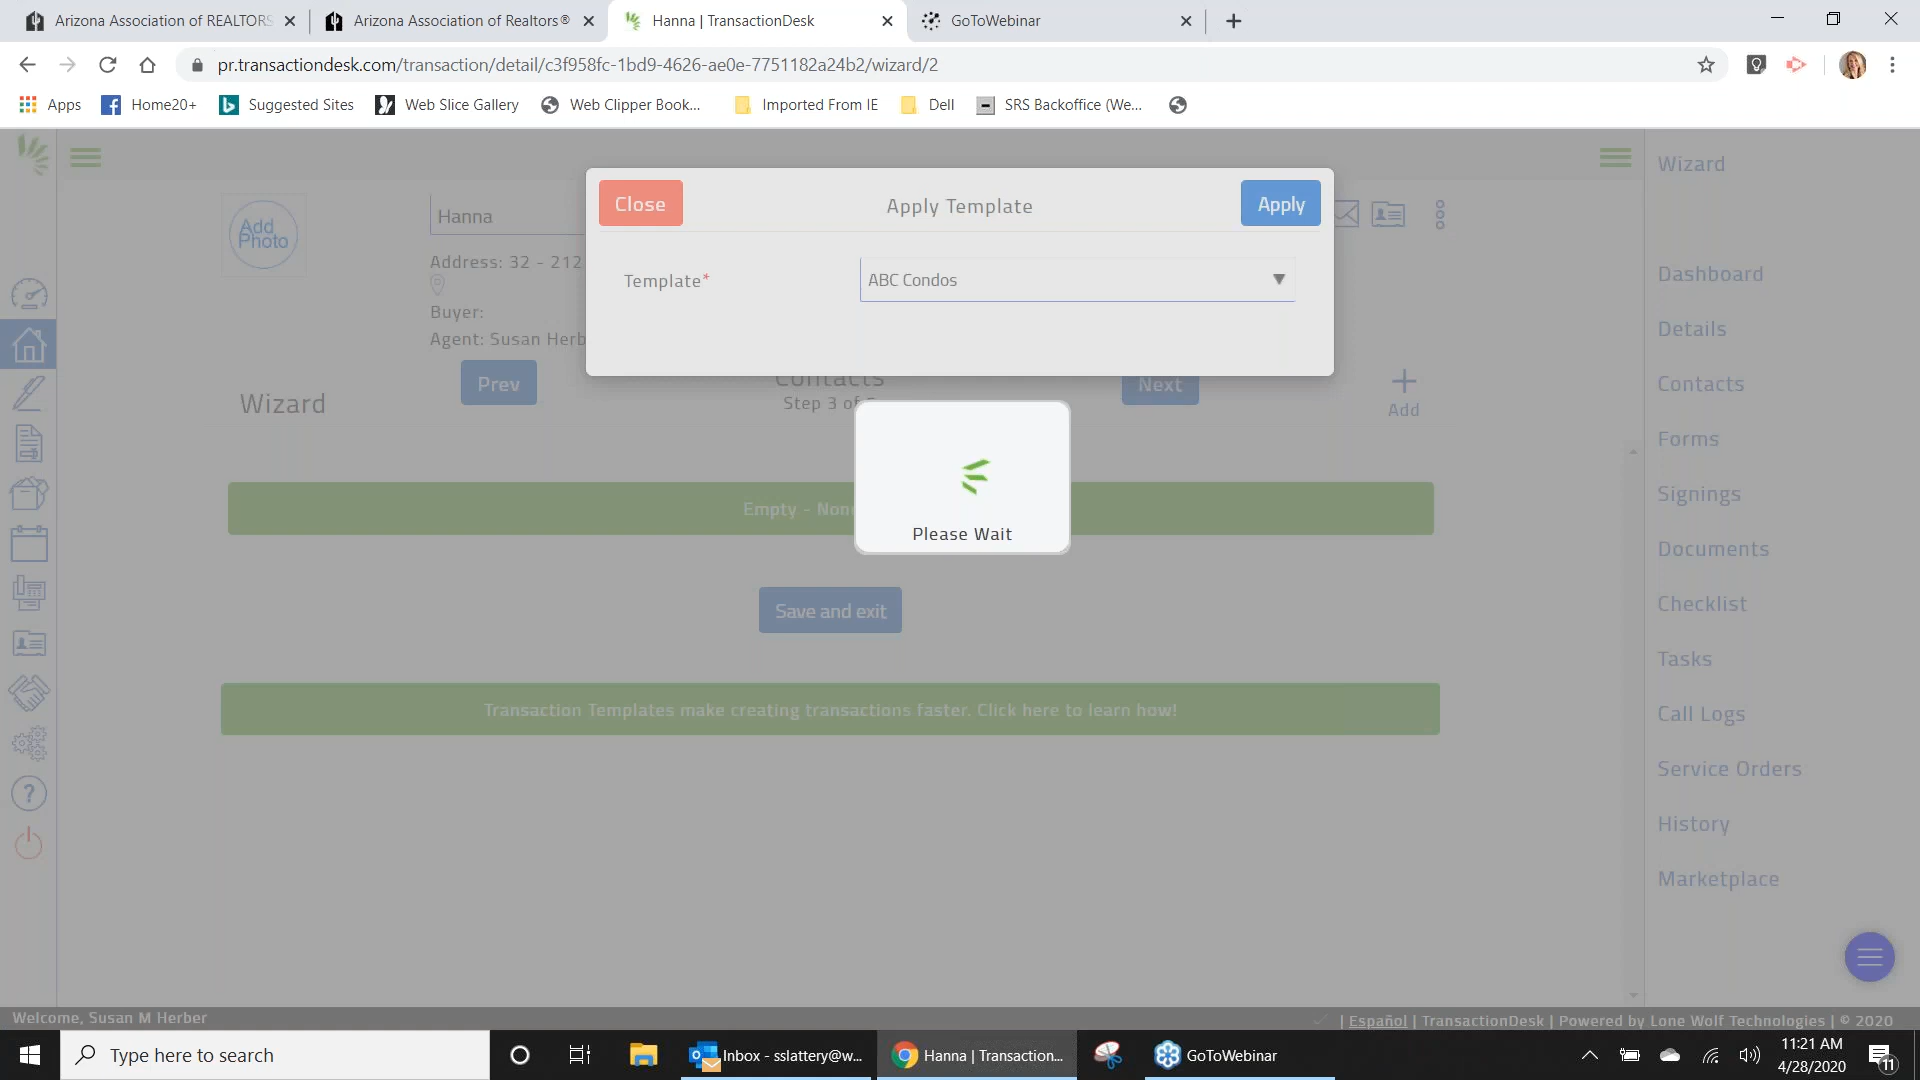 Arizona Association of REALTORS
Arizona Association of Realtors®
Hanna | TransactionDesk
GoToWebinar
pr.transactiondesk.com/transaction/detail/c3f958fc-1bd9-4626-ae0e-7751182a24b2/wizard/2
Apps
Home20+
Suggested Sites
Web Slice Gallery
Web Clipper Book...
Imported From IE
Dell
SRS Backoffice (We...
Close
Apply Template
Apply
Template*
ABC Condos
Add
Photo
Hanna
Address: 32 - 212
Buyer:
Agent: Susan Herb
Wizard
Prev
Contacts
Step 3 of
Next
Add
Empty - Non
Please Wait
Save and exit
Transaction Templates make creating transactions faster. Click here to learn how!
Wizard
Dashboard
Details
Contacts
Forms
Signings
Documents
Checklist
Tasks
Call Logs
Service Orders
History
Marketplace
Welcome, Susan M Herber
| Español | TransactionDesk | Powered by Lone Wolf Technologies | © 2020
Type here to search
Inbox - sslattery@w...
Hanna | Transaction...
GoToWebinar
11:21 AM
4/28/2020
11